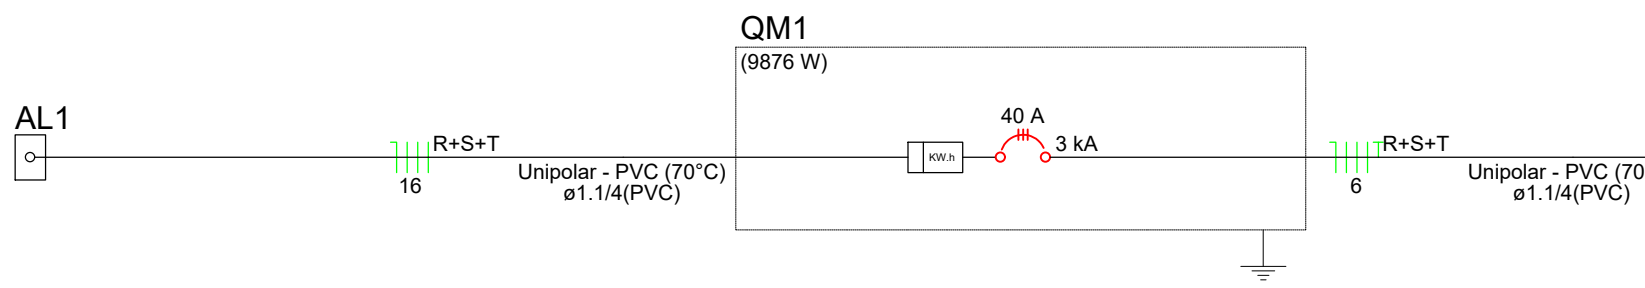 QM1
(9876 W)
AL1
40 A
R+S+T
3 kA
R+S+T
KW.h
Unipolar - PVC (70°C)
ø1.1/4(PVC)
16
6
Unipolar - PVC (70
ø1.1/4(PVC)